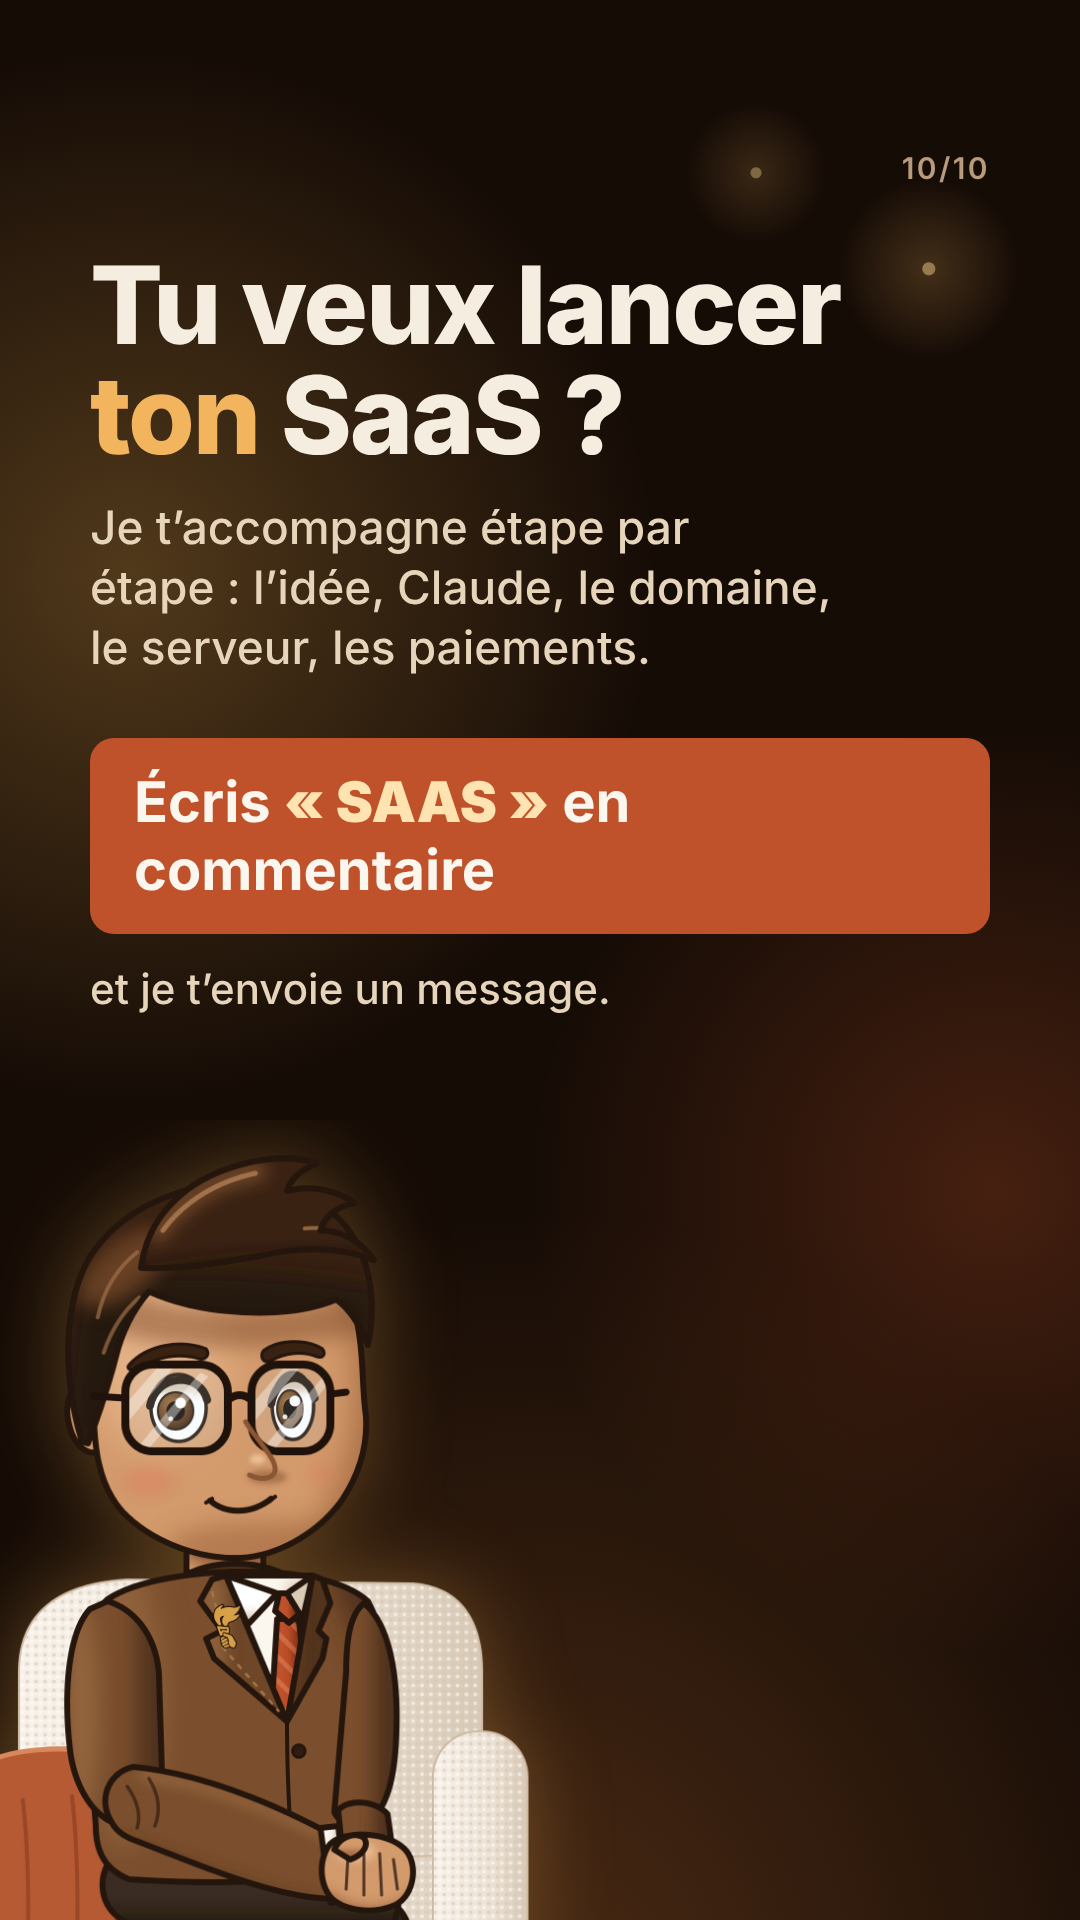 10/10
Tu veux lancer
ton SaaS ?
Je t’accompagne étape par
étape : l’idée, Claude, le domaine,
le serveur, les paiements.
Écris « SAAS » en
commentaire
et je t’envoie un message.